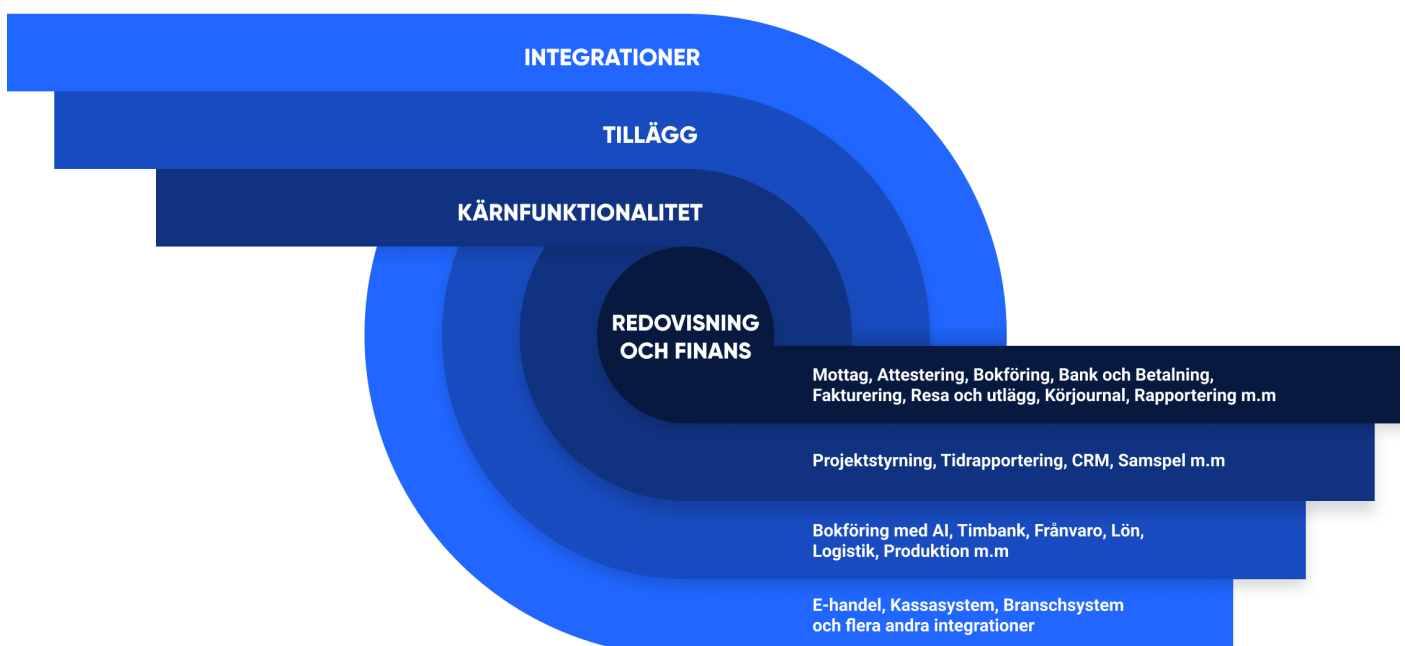 INTEGRATIONER
TILLÄGG
KÄRNFUNKTIONALITET
REDOVISNING
OCH FINANS
Mottag, Attestering, Bokföring, Bank och Betalning,
Fakturering, Resa och utlägg, Körjournal, Rapportering m.m
Projektstyrning, Tidrapportering, CRM, Samspel m.m
Bokföring med AI, Timbank, Frånvaro, Lön,
Logistik, Produktion m.m
E-handel, Kassasystem, Branschsystem
och flera andra integrationer